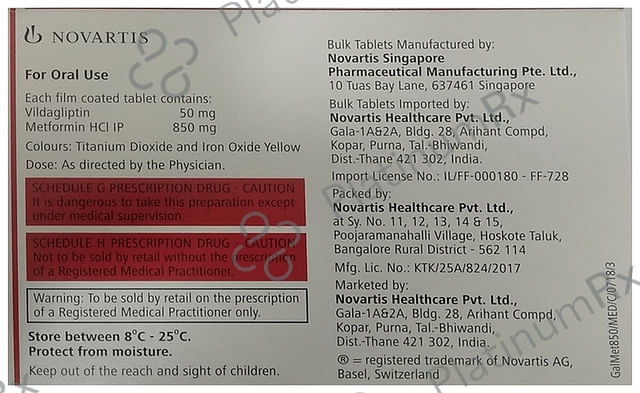 NOVARTIS
For Oral Use
Each film coated tablet contains:
Vildagliptin 50 mg
Metformin HCl IP 850 mg
Colours: Titanium Dioxide and Iron Oxide Yellow
Dose: As directed by the Physician.
SCHEDULE G PRESCRIPTION DRUG - CAUTION
It is dangerous to take this preparation except
under medical supervision.
SCHEDULE H PRESCRIPTION DRUG - CAUTION
Not to be sold by retail without the prescription
of a Registered Medical Practitioner.
Warning: To be sold by retail on the prescription
of a Registered Medical Practitioner only.
Store between 8°C - 25°C.
Protect from moisture.
Keep out of the reach and sight of children.
Bulk Tablets Manufactured by:
Novartis Singapore
Pharmaceutical Manufacturing Pte. Ltd.,
10 Tuas Bay Lane, 637461 Singapore
Bulk Tablets Imported by:
Novartis Healthcare Pvt. Ltd.,
Gala-1A&2A, Bldg. 28, Arihant Compd,
Kopar, Purna, Tal.-Bhiwandi,
Dist.-Thane 421 302, India.
Import License No.: IL/FF-000180 - FF-728
Packed by:
Novartis Healthcare Pvt. Ltd.,
at Sy. No. 11, 12, 13, 14 & 15,
Poojaramanahalli Village, Hoskote Taluk,
Bangalore Rural District - 562 114
Mfg. Lic. No.: KTK/25A/824/2017
Marketed by:
Novartis Healthcare Pvt. Ltd.,
Gala-1A&2A, Bldg. 28, Arihant Compd,
Kopar, Purna, Tal.-Bhiwandi,
Dist.-Thane 421 302, India.
® = registered trademark of Novartis AG,
Basel, Switzerland
GalMet850/MED/C/0718/3
PlatinumRx
PlatinumRx